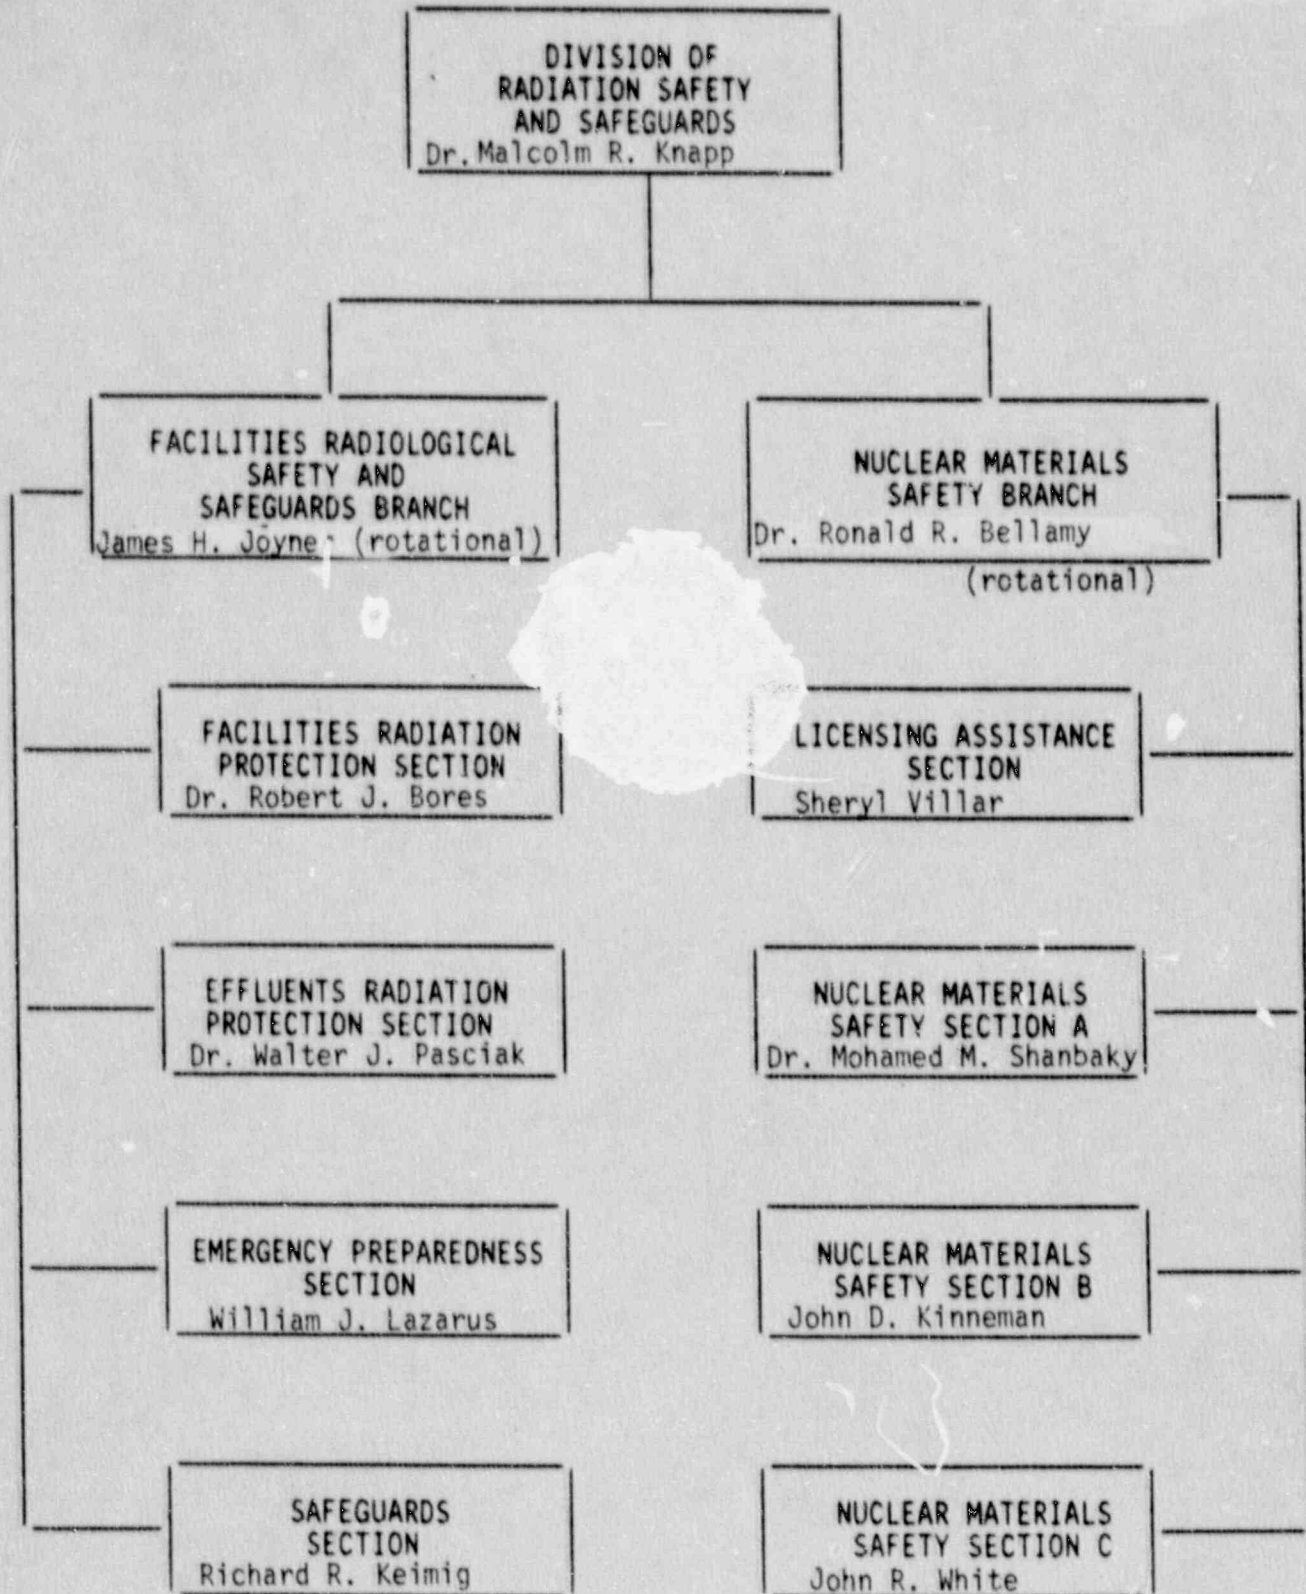 DIVISION OF
RADIATION SAFETY
AND SAFEGUARDS
Dr. Malcolm R. Knapp
FACILITIES RADIOLOGICAL
SAFETY AND
SAFEGUARDS BRANCH
James H. Joyner (rotational)
NUCLEAR MATERIALS
SAFETY BRANCH
Dr. Ronald R. Bellamy
(rotational)
FACILITIES RADIATION
PROTECTION SECTION
Dr. Robert J. Bores
LICENSING ASSISTANCE
SECTION
Sheryl Villar
EFFLUENTS RADIATION
PROTECTION SECTION
Dr. Walter J. Pasciak
NUCLEAR MATERIALS
SAFETY SECTION A
Dr. Mohamed M. Shanbaky
EMERGENCY PREPAREDNESS
SECTION
William J. Lazarus
NUCLEAR MATERIALS
SAFETY SECTION B
John D. Kinneman
SAFEGUARDS
SECTION
Richard R. Keimig
NUCLEAR MATERIALS
SAFETY SECTION C
John R. White